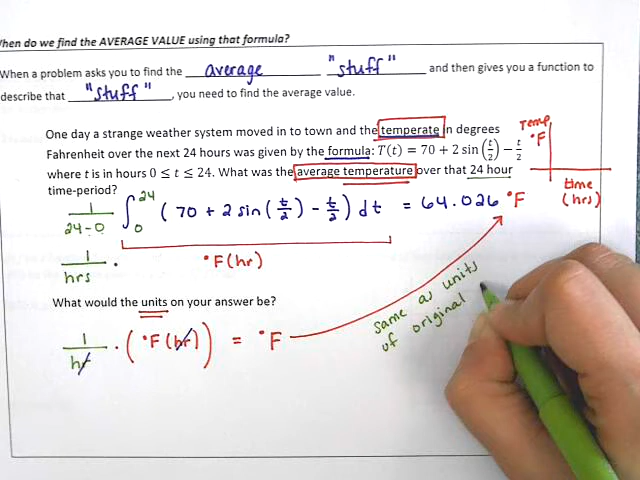 When do we find the AVERAGE VALUE using that formula?
When a problem asks you to find the average "stuff" and then gives you a function to
describe that "stuff", you need to find the average value.
One day a strange weather system moved in to town and the temperate in degrees
Fahrenheit over the next 24 hours was given by the formula: T(t) = 70 + 2 sin(t/2) − t/2
where t is in hours 0 ≤ t ≤ 24. What was the average temperature over that 24 hour
time-period?
Temp
°F
time
(hrs)
1/(24-0) ∫₀²⁴ (70 + 2 sin(t/2) - t/2) dt = 64.026 °F
1/hrs · °F(hr)
What would the units on your answer be?
1/hr · (°F(hr)) = °F
same as units
of original